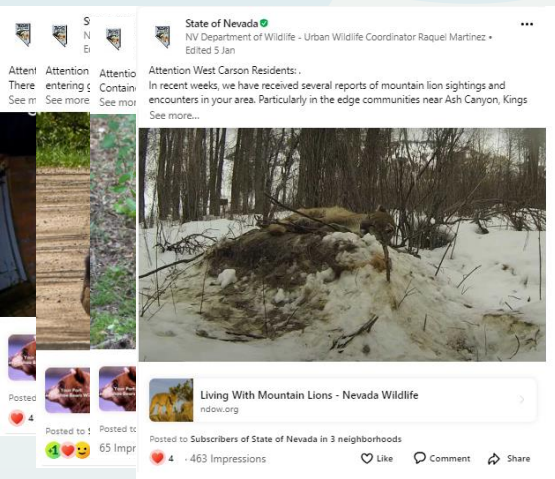 State of Nevada
NV Department of Wildlife - Urban Wildlife Coordinator Raquel Martinez •
Edited 5 Jan
Attention West Carson Residents: .
In recent weeks, we have received several reports of mountain lion sightings and
encounters in your area. Particularly in the edge communities near Ash Canyon, Kings
See more...
Living With Mountain Lions - Nevada Wildlife
ndow.org
Posted to Subscribers of State of Nevada in 3 neighborhoods
4 · 463 Impressions
Like Comment Share
There
See m
4
Attention
entering g
See more
Posted to
+1
Attentio
Contain
See mor
Posted to
65 Impr